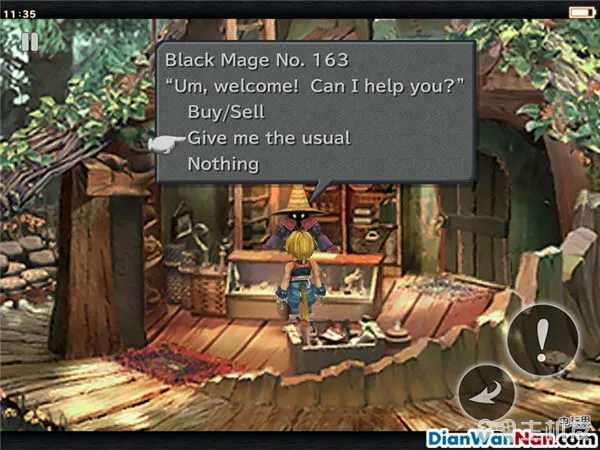 11:35
Black Mage No. 163
“Um, welcome! Can I help you?”
Buy/Sell
Give me the usual
Nothing
DianWanNan.com